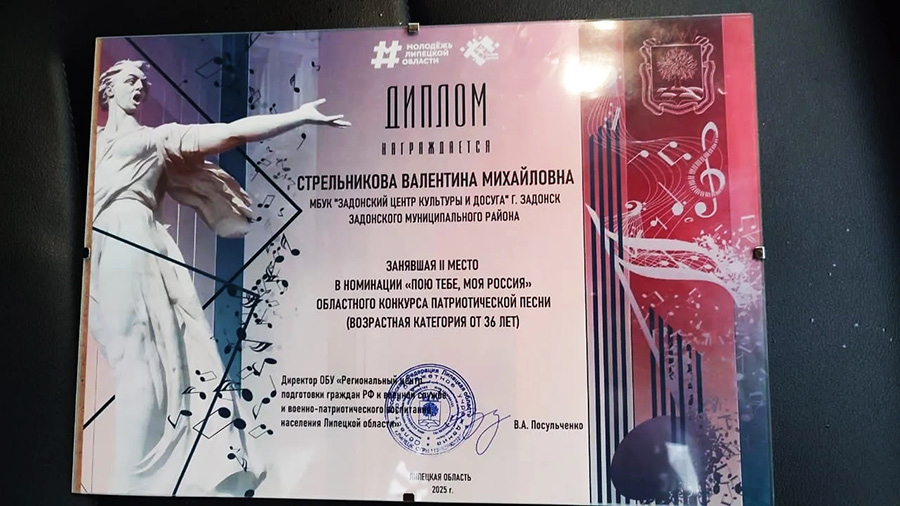 МОЛОДЁЖЬ
ЛИПЕЦКОЙ
ОБЛАСТИ
ДИПЛОМ
НАГРАЖДАЕТСЯ
СТРЕЛЬНИКОВА ВАЛЕНТИНА МИХАЙЛОВНА
МБУК "ЗАДОНСКИЙ ЦЕНТР КУЛЬТУРЫ И ДОСУГА" Г. ЗАДОНСК
ЗАДОНСКОГО МУНИЦИПАЛЬНОГО РАЙОНА
ЗАНЯВШАЯ II МЕСТО
В НОМИНАЦИИ «ПОЮ ТЕБЕ, МОЯ РОССИЯ»
ОБЛАСТНОГО КОНКУРСА ПАТРИОТИЧЕСКОЙ ПЕСНИ
(ВОЗРАСТНАЯ КАТЕГОРИЯ ОТ 36 ЛЕТ)
Директор ОБУ «Региональный центр
подготовки граждан РФ к военной службе
и военно-патриотического воспитания
населения Липецкой области»
В.А. Посульченко
ЛИПЕЦКАЯ ОБЛАСТЬ
2025 г.